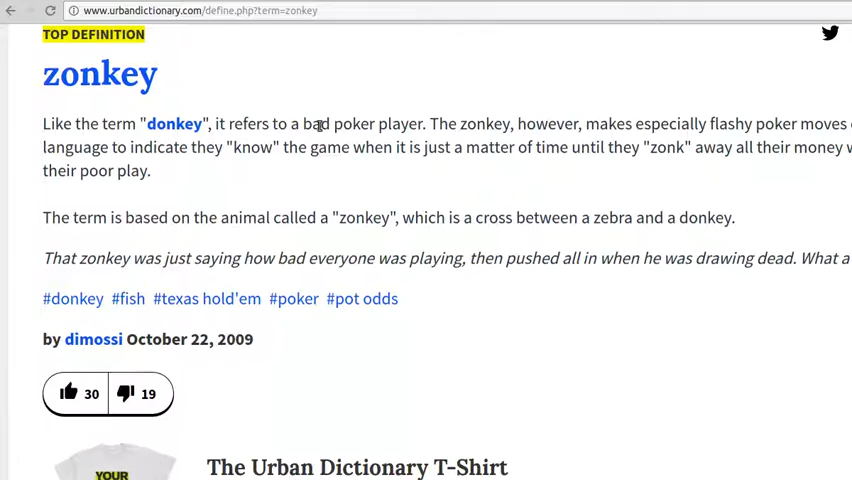 www.urbandictionary.com/define.php?term=zonkey
TOP DEFINITION
zonkey
Like the term "donkey", it refers to a bad poker player. The zonkey, however, makes especially flashy poker moves
language to indicate they "know" the game when it is just a matter of time until they "zonk" away all their money
their poor play.
The term is based on the animal called a "zonkey", which is a cross between a zebra and a donkey.
That zonkey was just saying how bad everyone was playing, then pushed all in when he was drawing dead. What a
#donkey #fish #texas hold'em #poker #pot odds
by dimossi October 22, 2009
30 19
YOUR
The Urban Dictionary T-Shirt